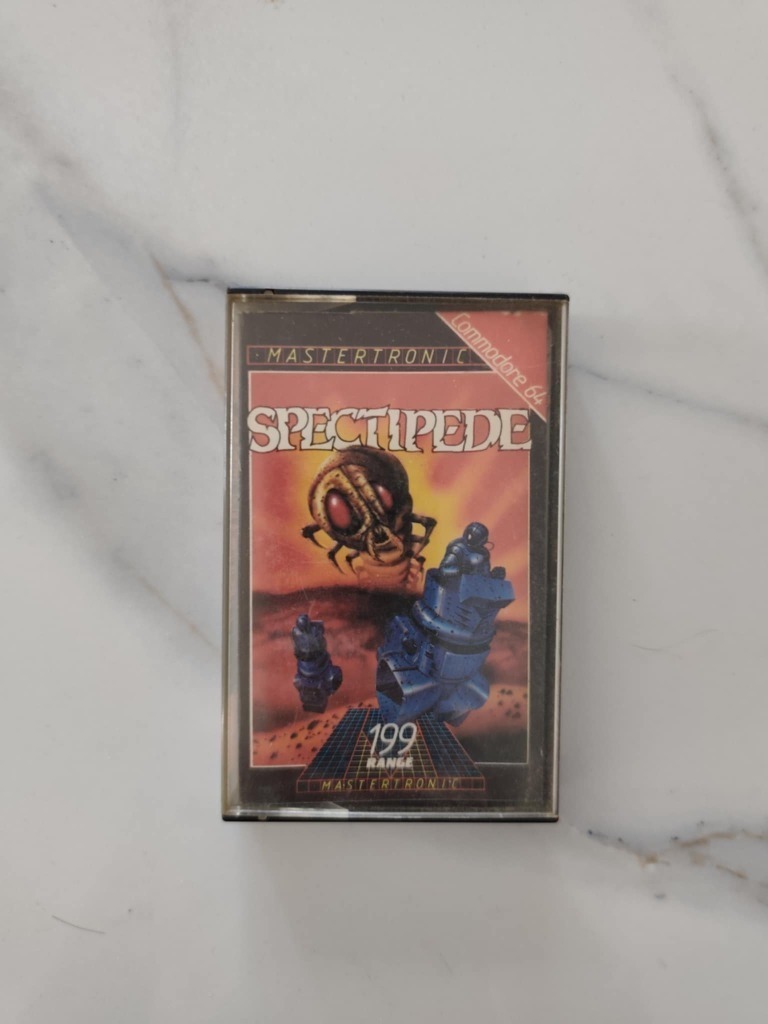 MASTERTRONIC
Commodore 64
SPECTIPEDE
199
RANGE
MASTERTRONIC